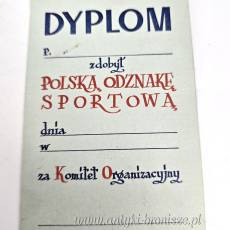 DYPLOM
P.
zdobył
POLSKĄ ODZNAKĘ
SPORTOWĄ
dnia
w
za Komitet Organizacyjny
www.antyki-bronisze.pl